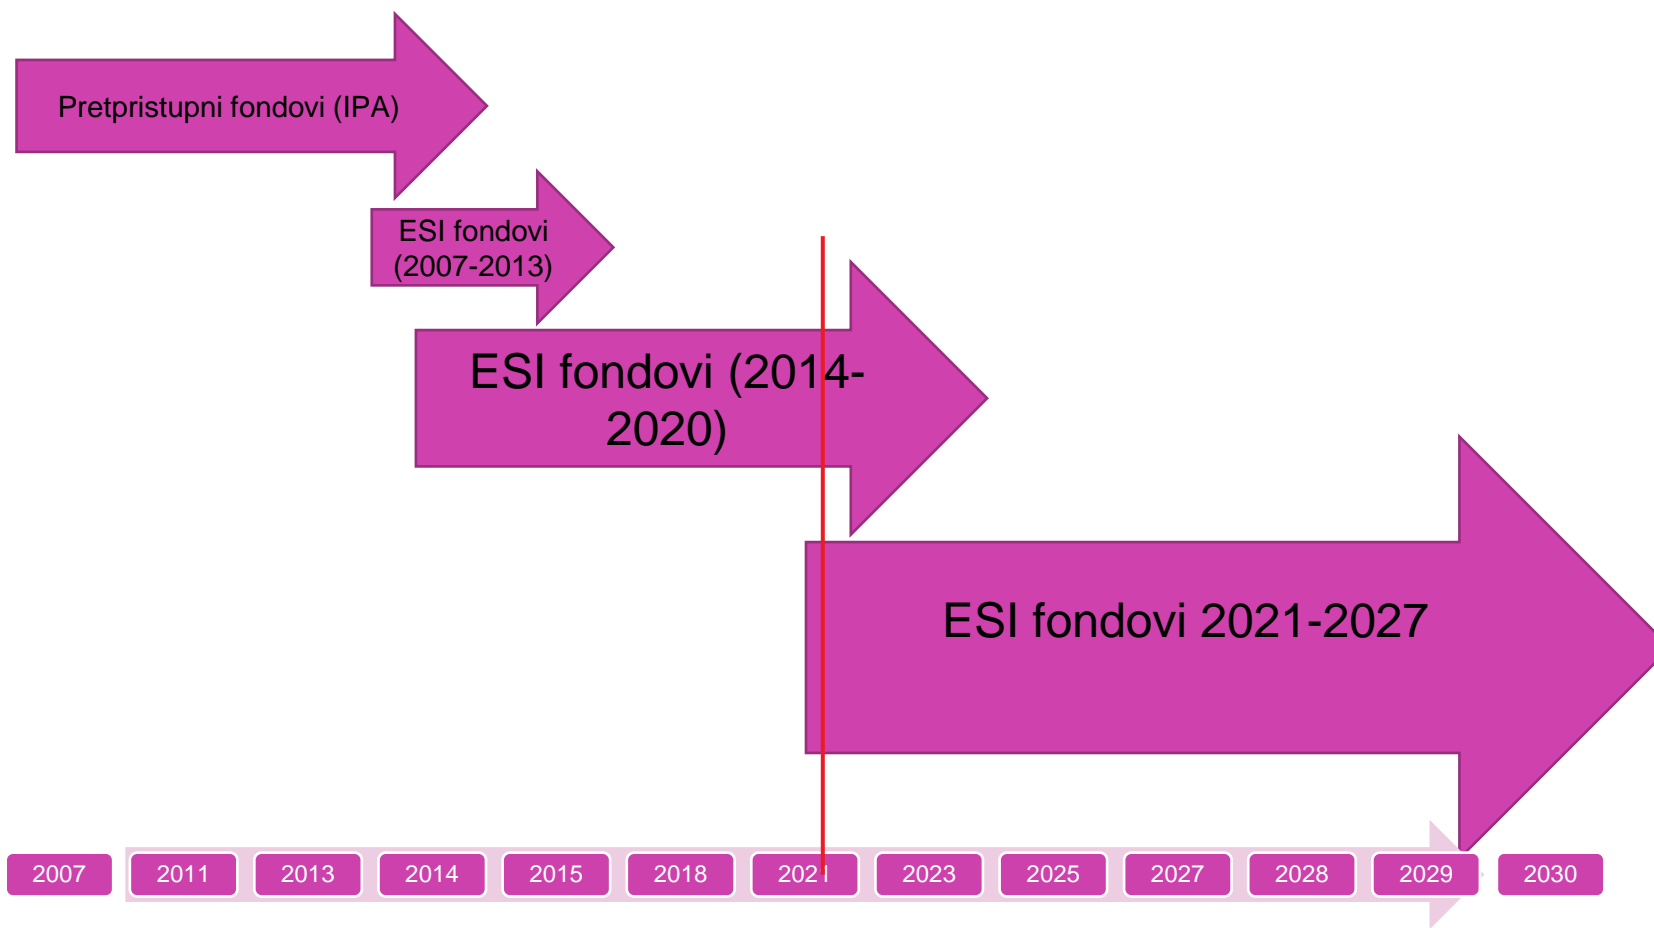 Pretpristupni fondovi (IPA)
ESI fondovi
(2007-2013)
ESI fondovi (2014-
2020)
ESI fondovi 2021-2027
2007 2011 2013 2014 2015 2018 2021 2023 2025 2027 2028 2029 2030